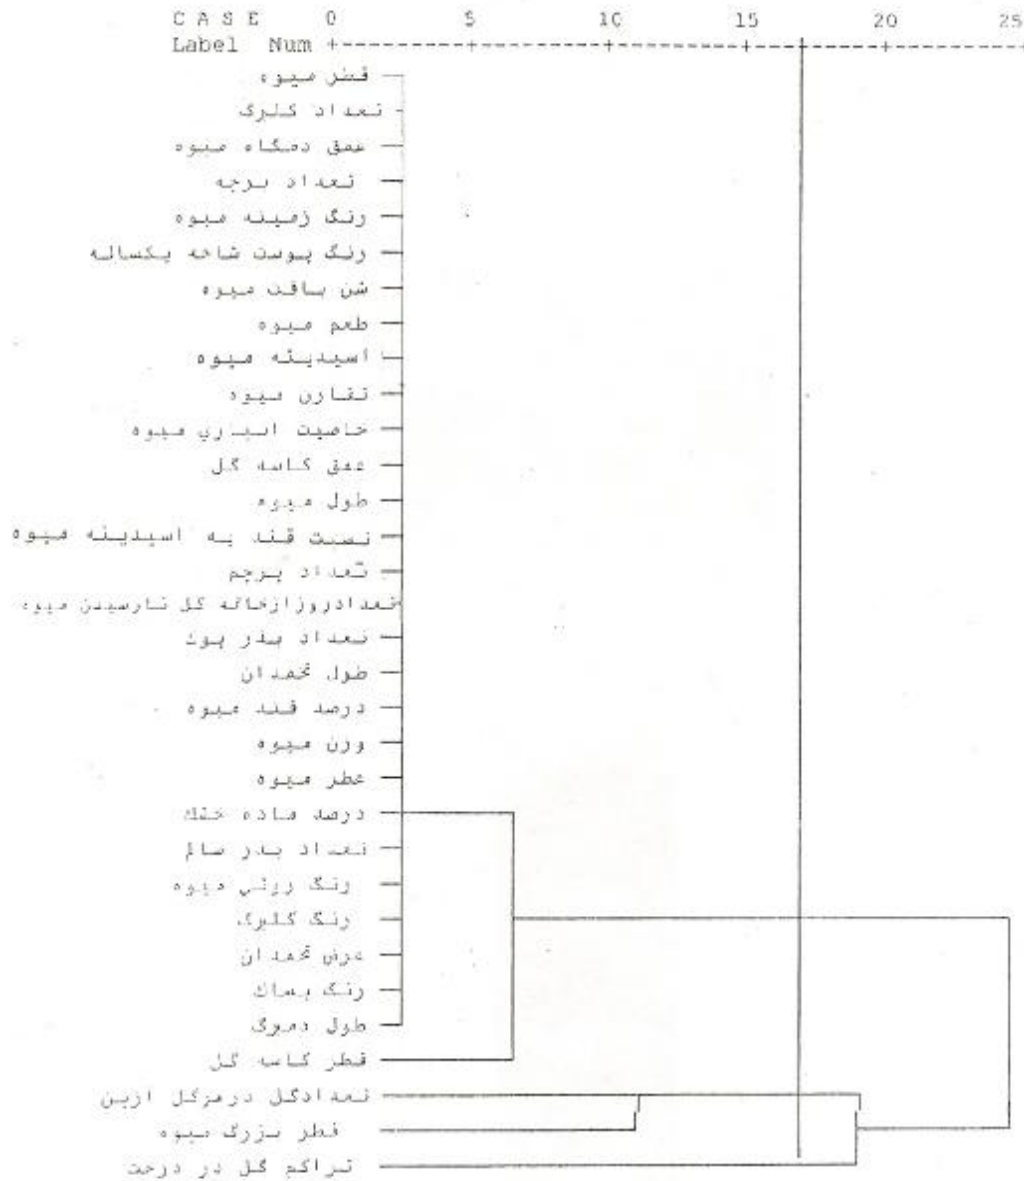 C A S E 0 5 10 15 20 25
Label Num
قطر میوه
تعداد گلبرگ
عمق دمگاه میوه
تعداد برچه
رنگ زمینه میوه
رنگ پوست شاخه یکساله
شن بافت میوه
طعم میوه
اسیدیته میوه
تقارن میوه
خاصیت انباری میوه
عمق کاسه گل
طول میوه
نسبت قند به اسیدیته میوه
تعداد پرچم
تعدادروزازخاتمه گل تارسیدن میوه
تعداد بذر پوک
طول تخمدان
درصد قند میوه
وزن میوه
عطر میوه
درصد ماده خشک
تعداد بذر سالم
رنگ رویی میوه
رنگ گلبرگ
عرض تخمدان
رنگ بساک
طول دمبرگ
قطر کاسه گل
تعدادگل درهرگل آزین
قطر بزرگ میوه
تراکم گل در درخت